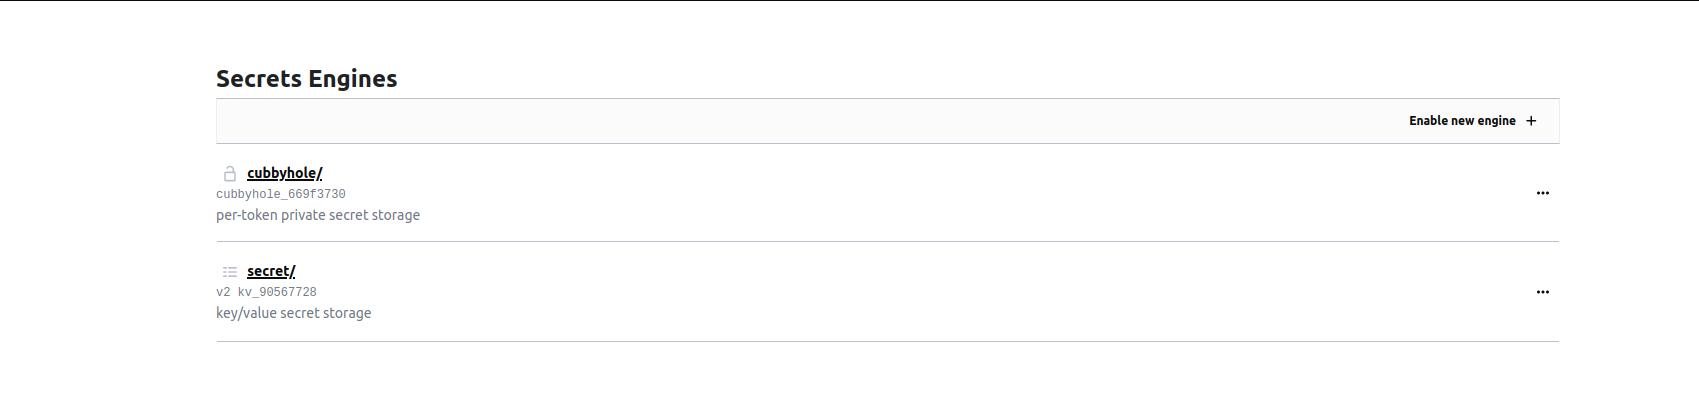 Secrets Engines
Enable new engine +
cubbyhole/
cubbyhole_669f3730
per-token private secret storage
secret/
v2 kv_90567728
key/value secret storage